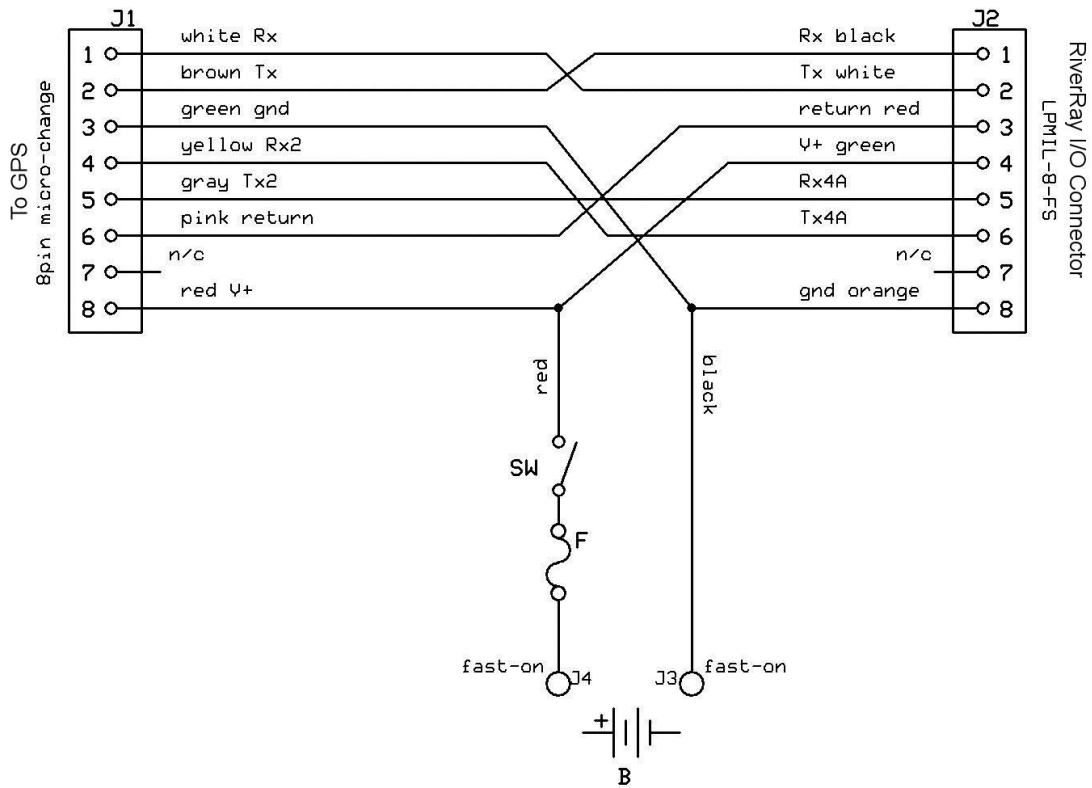 J1
J2
To GPS
8pin micro-change
RiverRay I/O Connector
LPMIL-8-FS
1 white Rx Rx black 1
2 brown Tx Tx white 2
3 green gnd return red 3
4 yellow Rx2 V+ green 4
5 gray Tx2 Rx4A 5
6 pink return Tx4A 6
7 n/c n/c 7
8 red V+ gnd orange 8
red
black
SW
F
fast-on J4 J3 fast-on
+
B